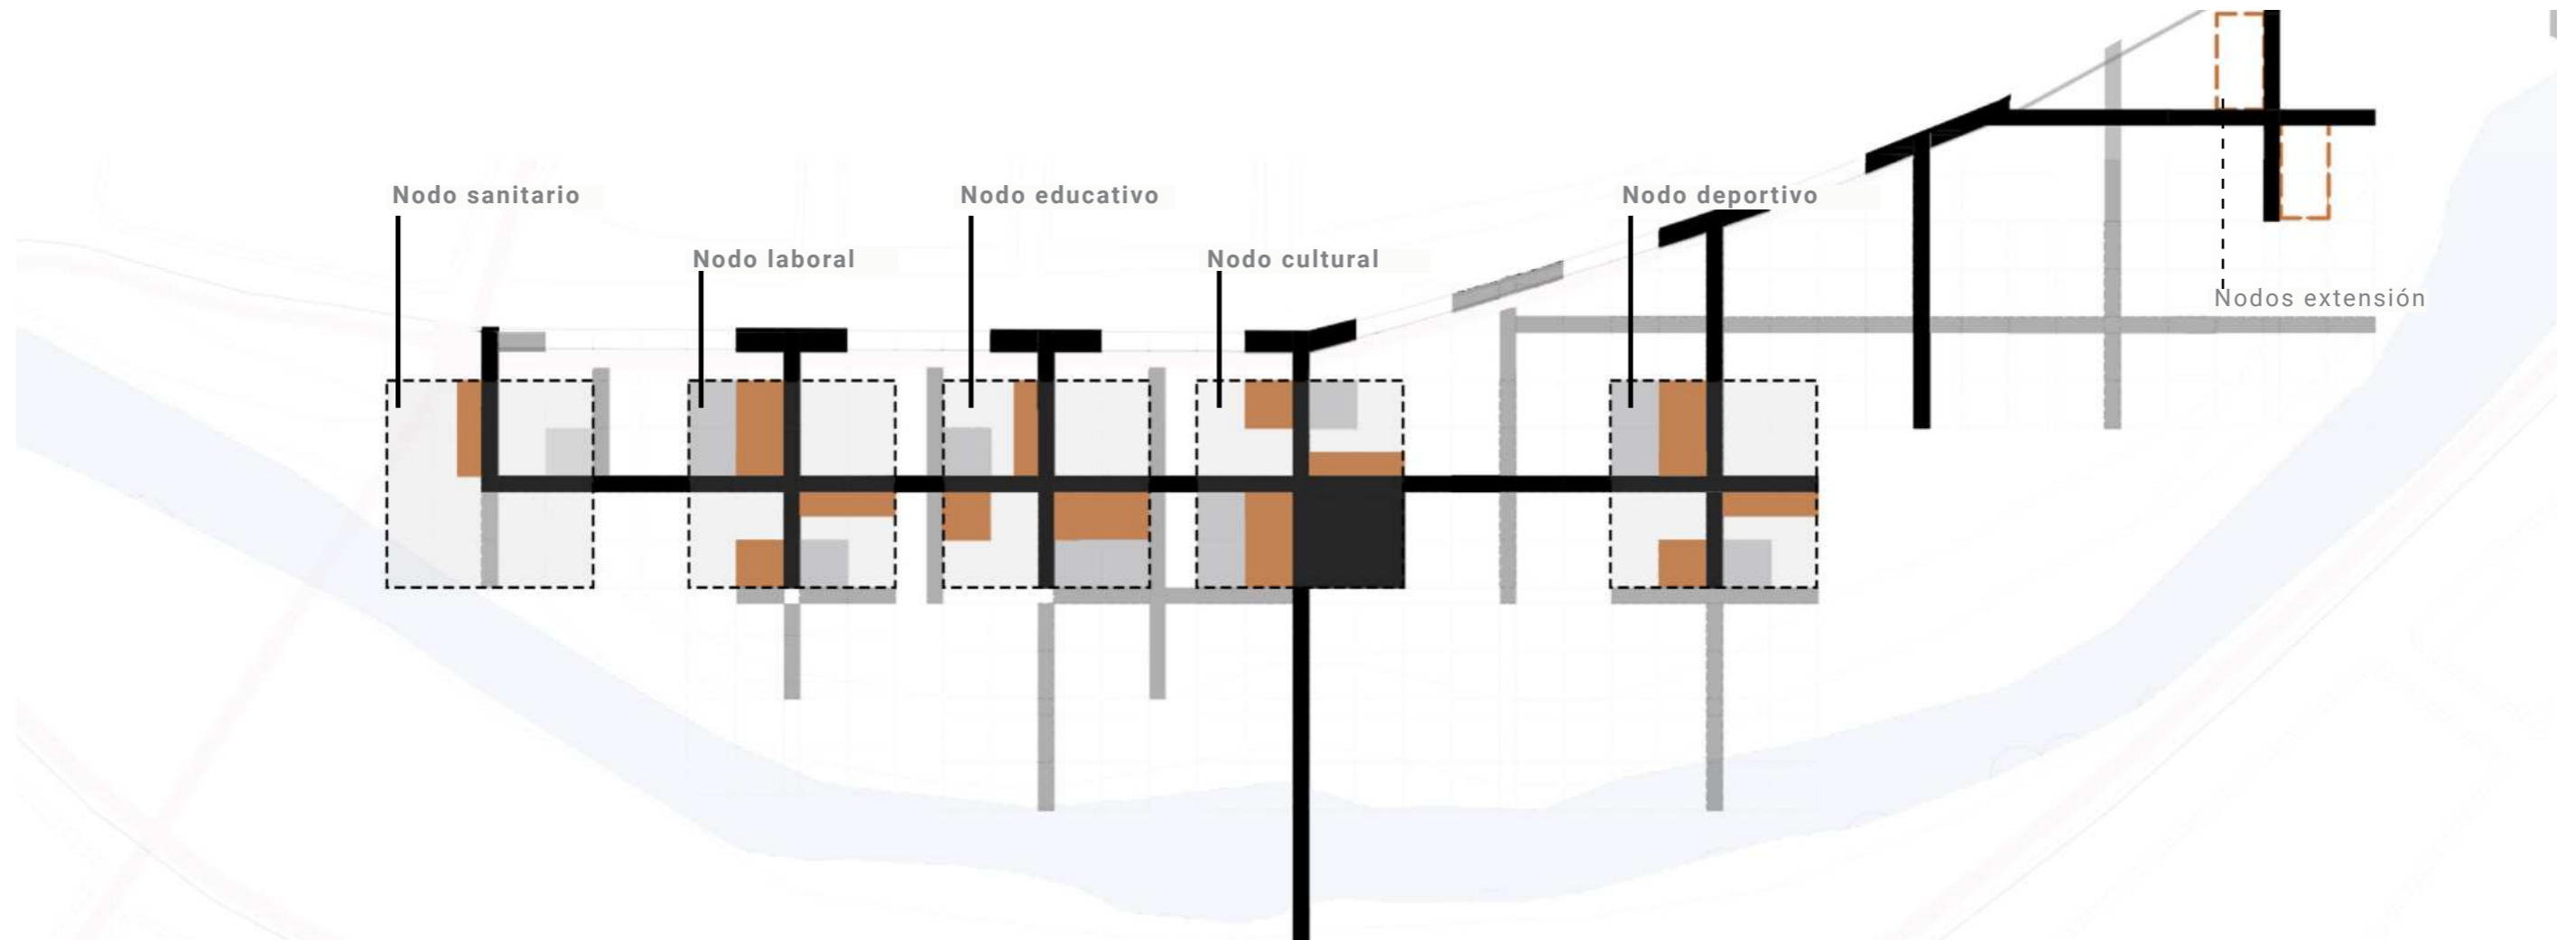 Nodo sanitario
Nodo educativo
Nodo deportivo
Nodo laboral
Nodo cultural
Nodos extensión